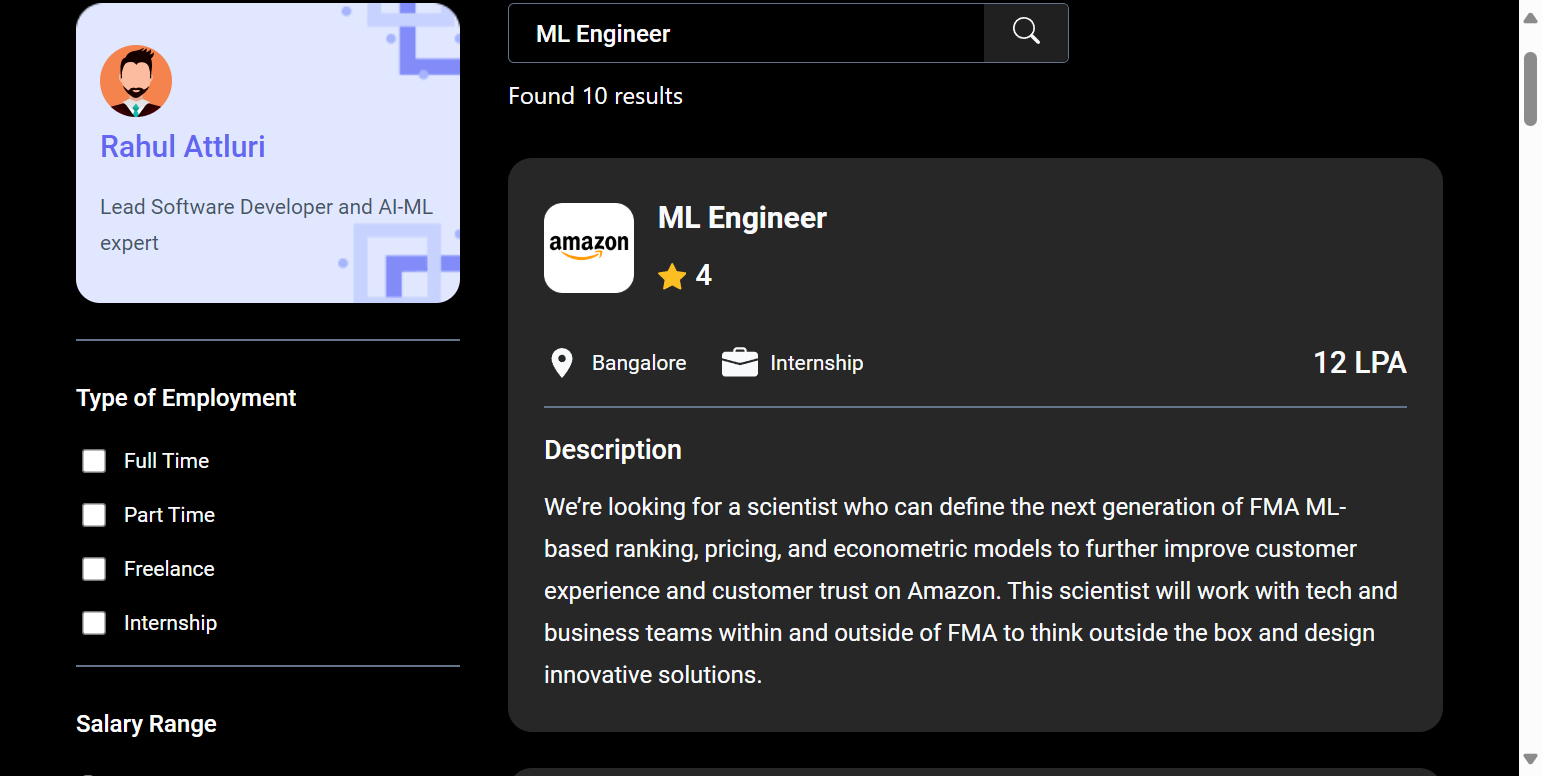 Rahul Attluri
Lead Software Developer and AI-ML
expert
Type of Employment
Full Time
Part Time
Freelance
Internship
Salary Range
ML Engineer
Found 10 results
amazon
ML Engineer
4
Bangalore
Internship
12 LPA
Description
We’re looking for a scientist who can define the next generation of FMA ML-
based ranking, pricing, and econometric models to further improve customer
experience and customer trust on Amazon. This scientist will work with tech and
business teams within and outside of FMA to think outside the box and design
innovative solutions.